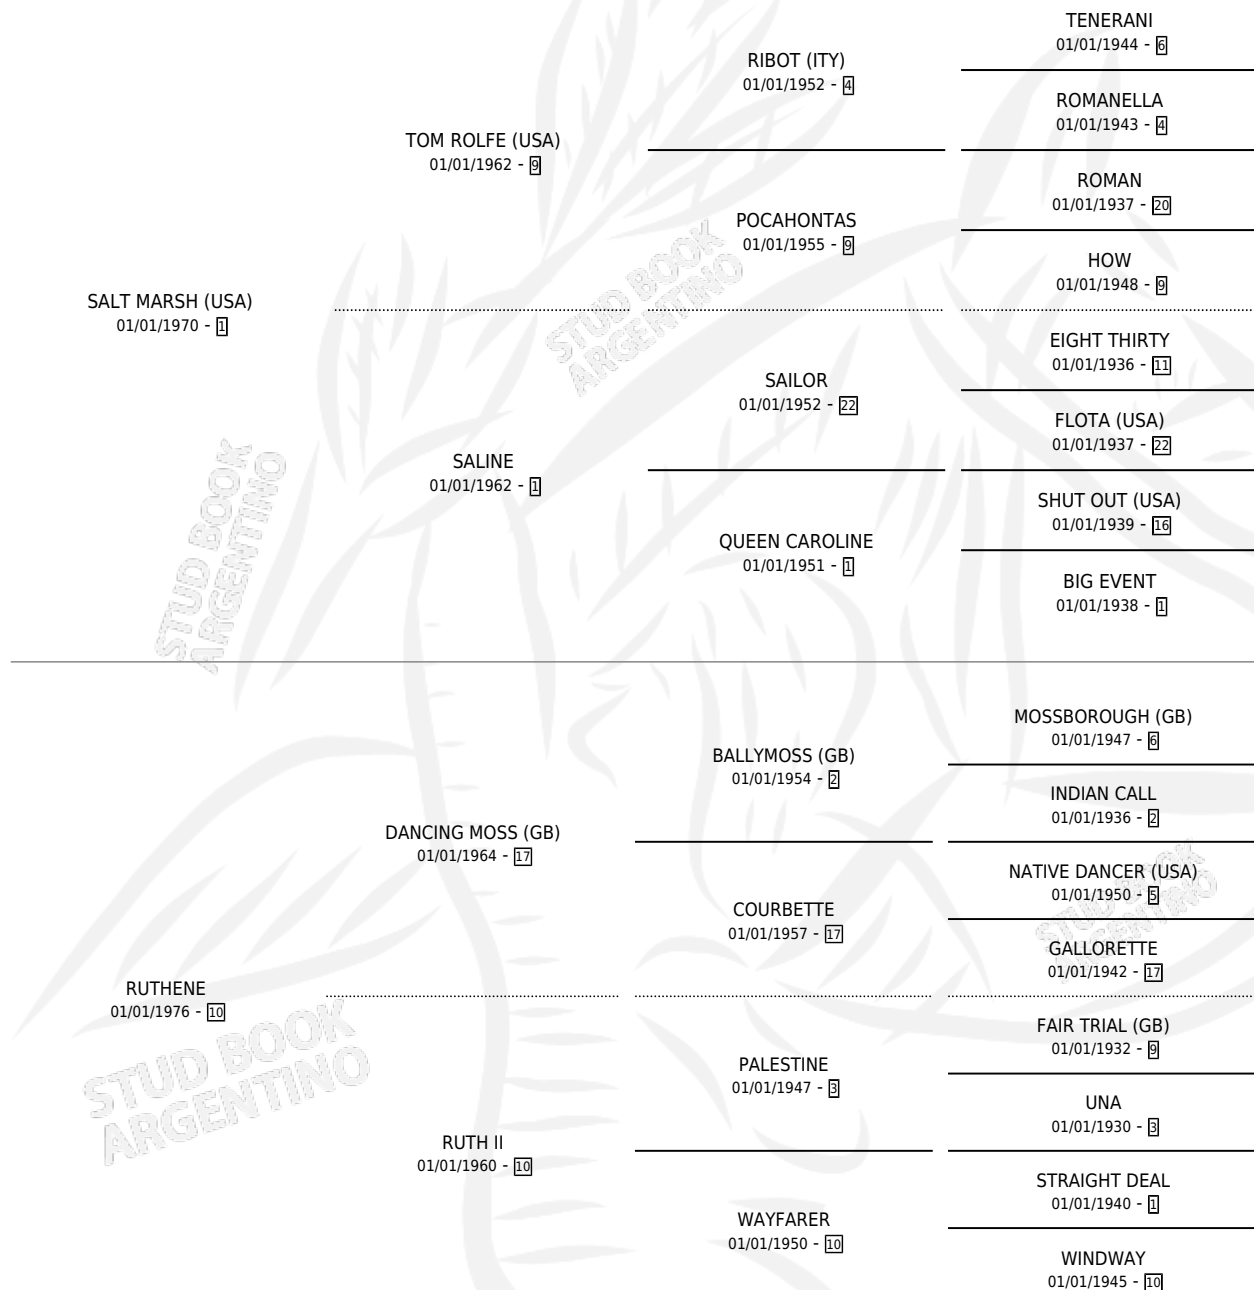 TENERANI
01/01/1944 - 6
RIBOT (ITY)
01/01/1952 - 4
ROMANELLA
01/01/1943 - 4
TOM ROLFE (USA)
01/01/1962 - 9
ROMAN
01/01/1937 - 20
POCAHONTAS
01/01/1955 - 9
HOW
01/01/1948 - 9
SALT MARSH (USA)
01/01/1970 - 1
EIGHT THIRTY
01/01/1936 - 11
SAILOR
01/01/1952 - 22
FLOTA (USA)
01/01/1937 - 22
SALINE
01/01/1962 - 1
SHUT OUT (USA)
01/01/1939 - 16
QUEEN CAROLINE
01/01/1951 - 1
BIG EVENT
01/01/1938 - 1
STUD BOOK
ARGENTINO
STUD BOOK
ARGENTINO
MOSSBOROUGH (GB)
01/01/1947 - 6
BALLYMOSS (GB)
01/01/1954 - 2
INDIAN CALL
01/01/1936 - 2
DANCING MOSS (GB)
01/01/1964 - 17
NATIVE DANCER (USA)
01/01/1950 - 5
COURBETTE
01/01/1957 - 17
GALLORETTE
01/01/1942 - 17
RUTHENE
01/01/1976 - 10
FAIR TRIAL (GB)
01/01/1932 - 9
PALESTINE
01/01/1947 - 3
UNA
01/01/1930 - 3
RUTH II
01/01/1960 - 10
STRAIGHT DEAL
01/01/1940 - 1
WAYFARER
01/01/1950 - 10
WINDWAY
01/01/1945 - 10
STUD BOOK
ARGENTINO
STUD BOOK
ARGENTINO